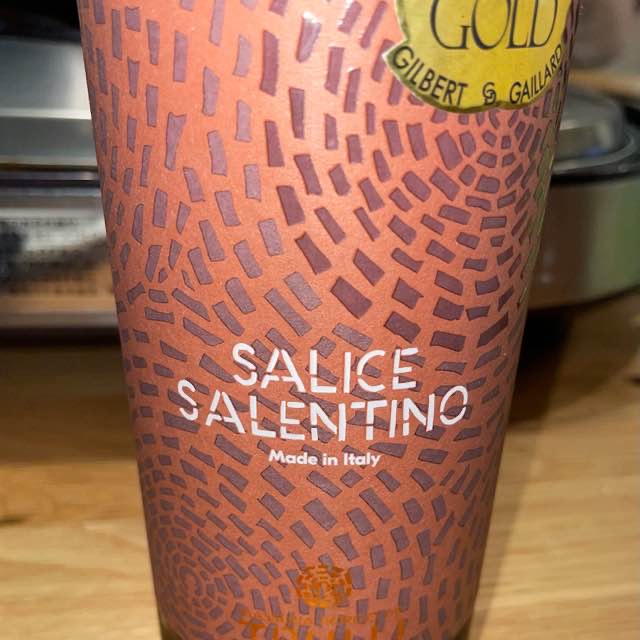 GOLD
GILBERT & GAILLARD
SALICE
SALENTINO
Made in Italy